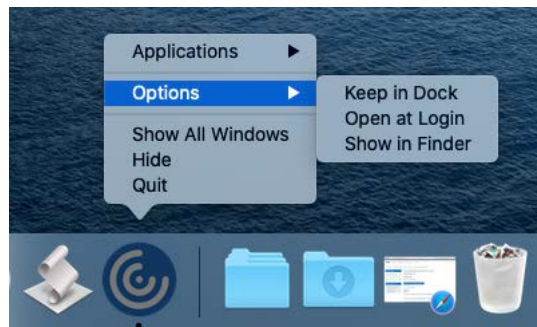 Applications
Options
Keep in Dock
Open at Login
Show in Finder
Show All Windows
Hide
Quit